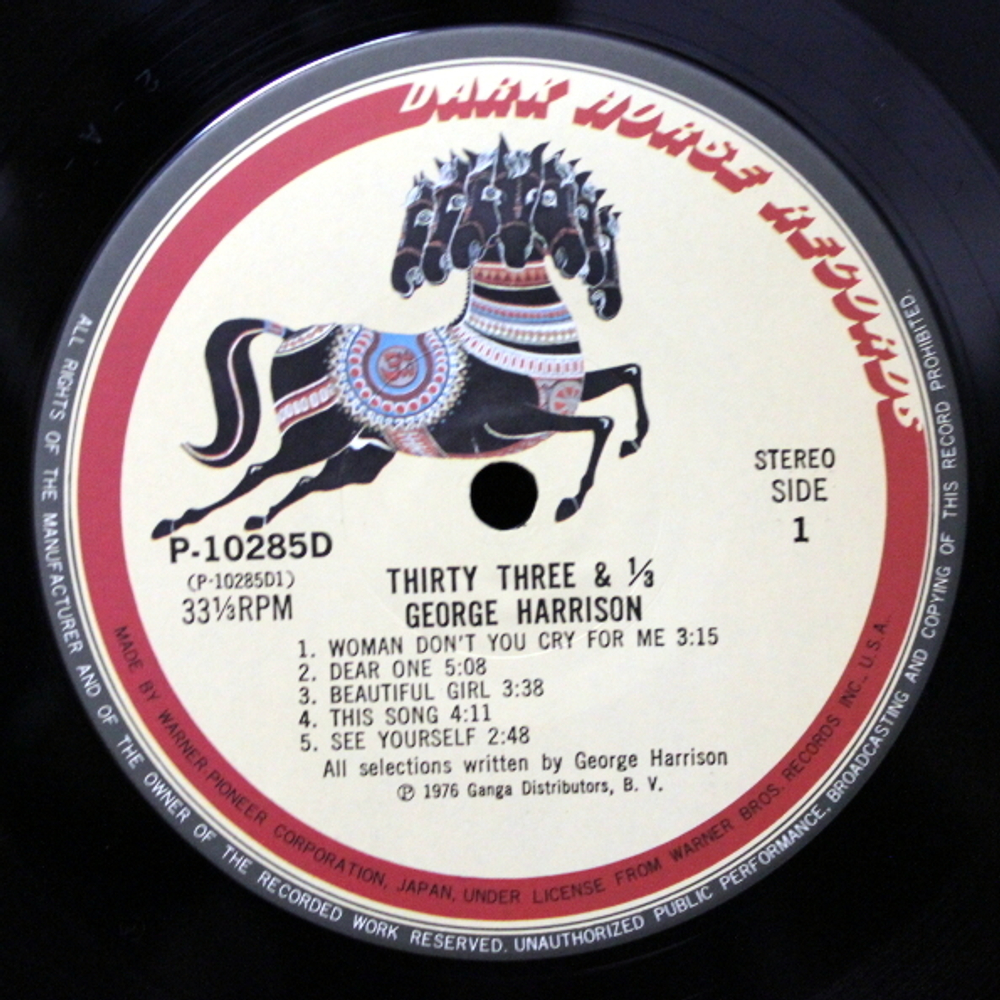 DARK HORSE RECORDS
STEREO
SIDE
1
P-10285D
(P-10285D1)
33⅓RPM
THIRTY THREE & ⅓
GEORGE HARRISON
1. WOMAN DON'T YOU CRY FOR ME 3:15
2. DEAR ONE 5:08
3. BEAUTIFUL GIRL 3:38
4. THIS SONG 4:11
5. SEE YOURSELF 2:48
All selections written by George Harrison
℗ 1976 Ganga Distributors, B. V.
MADE BY WARNER-PIONEER CORPORATION, JAPAN, UNDER LICENSE FROM WARNER BROS. RECORDS INC., U.S.A.
ALL RIGHTS OF THE MANUFACTURER AND OF THE OWNER OF THE RECORDED WORK RESERVED. UNAUTHORIZED PUBLIC PERFORMANCE, BROADCASTING AND COPYING OF THIS RECORD PROHIBITED.